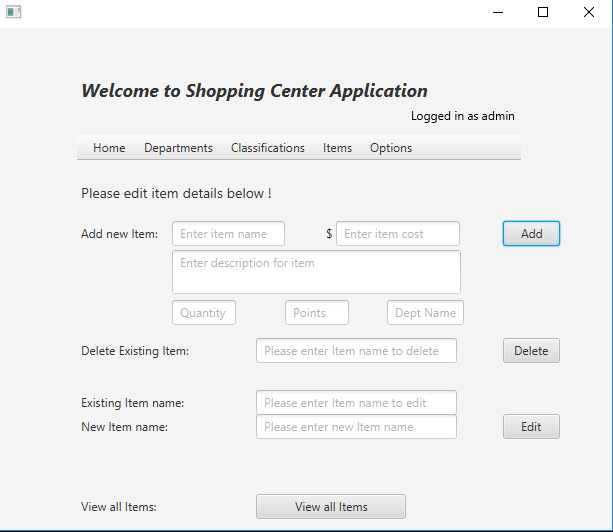 Welcome to Shopping Center Application
Logged in as admin
Home Departments Classifications Items Options
Please edit item details below !
Add new Item: Enter item name $ Enter item cost Add
Enter description for item
Quantity Points Dept Name
Delete Existing Item: Please enter Item name to delete Delete
Existing Item name: Please enter Item name to edit
New Item name: Please enter new Item name Edit
View all Items: View all Items